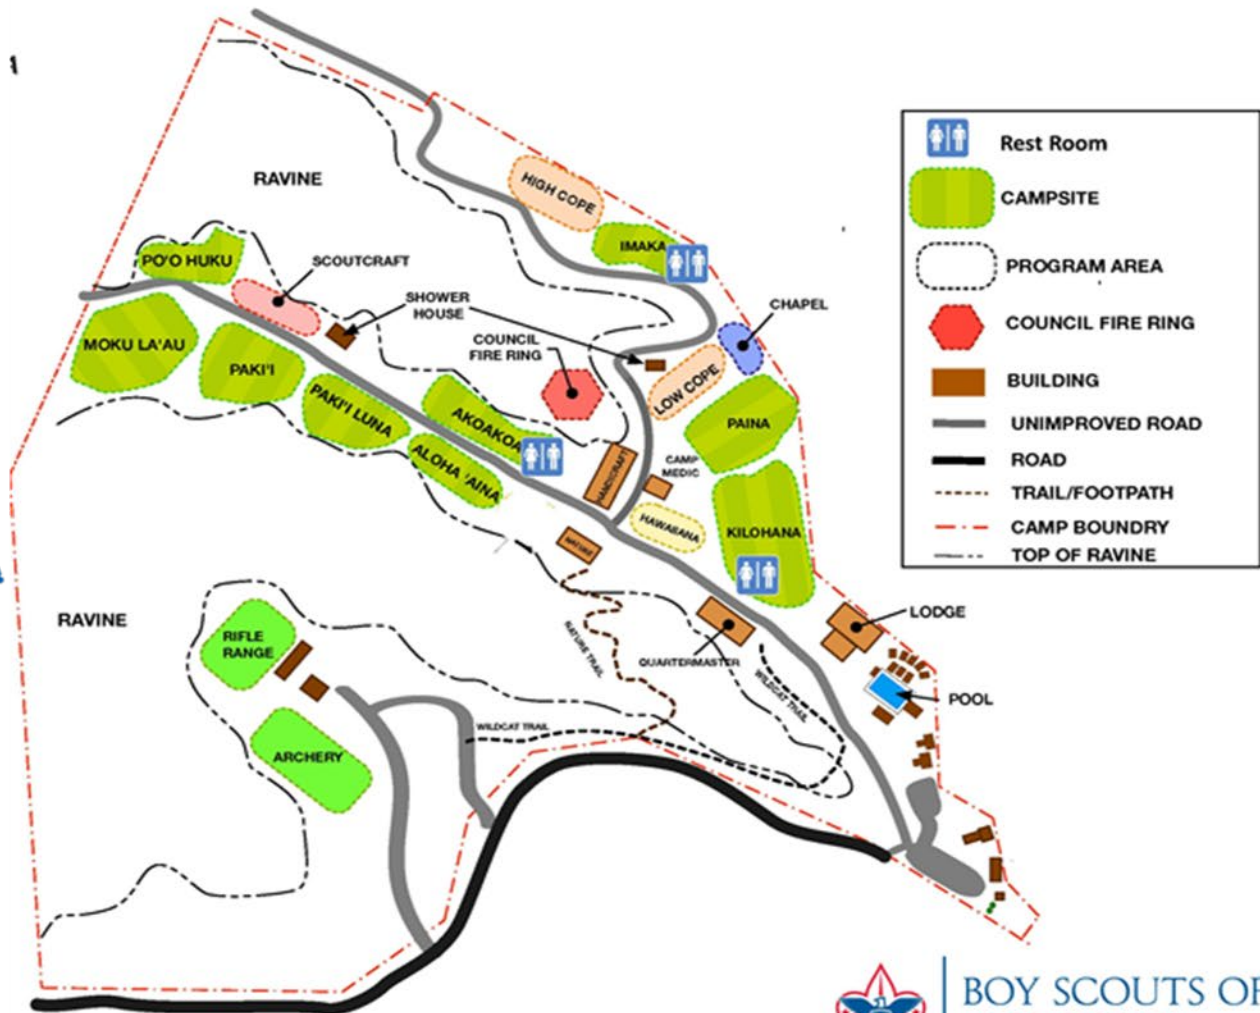 RAVINE
HIGH COPE
IMAKA
PO'O HUKU
SCOUTCRAFT
SHOWER
HOUSE
CHAPEL
COUNCIL
FIRE RING
MOKU LA'AU
PAKI'I
PAKI'I LUNA
AKOAKOA
ALOHA 'AINA
LOW COPE
PAINA
CAMP
MEDIC
HANDICRAFT
HAWAIIANA
KILOHANA
NATURE
RAVINE
RIFLE
RANGE
NATURE TRAIL
QUARTERMASTER
LODGE
WILDCAT TRAIL
POOL
WILDCAT TRAIL
ARCHERY
Rest Room
CAMPSITE
PROGRAM AREA
COUNCIL FIRE RING
BUILDING
UNIMPROVED ROAD
ROAD
TRAIL/FOOTPATH
CAMP BOUNDRY
TOP OF RAVINE
BOY SCOUTS OF